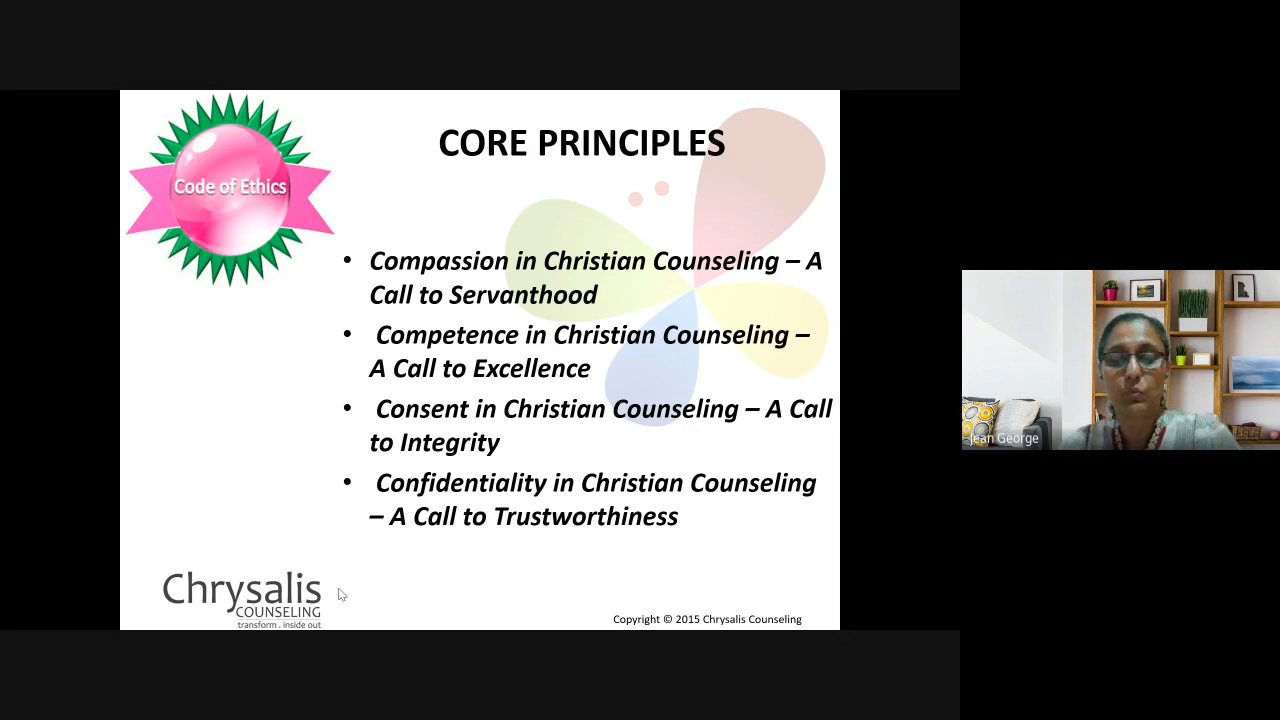 Code of Ethics
CORE PRINCIPLES
• Compassion in Christian Counseling – A
Call to Servanthood
• Competence in Christian Counseling –
A Call to Excellence
• Consent in Christian Counseling – A Call
to Integrity
• Confidentiality in Christian Counseling
– A Call to Trustworthiness
Chrysalis
COUNSELING
transform . inside out
Copyright © 2015 Chrysalis Counseling
Jean George